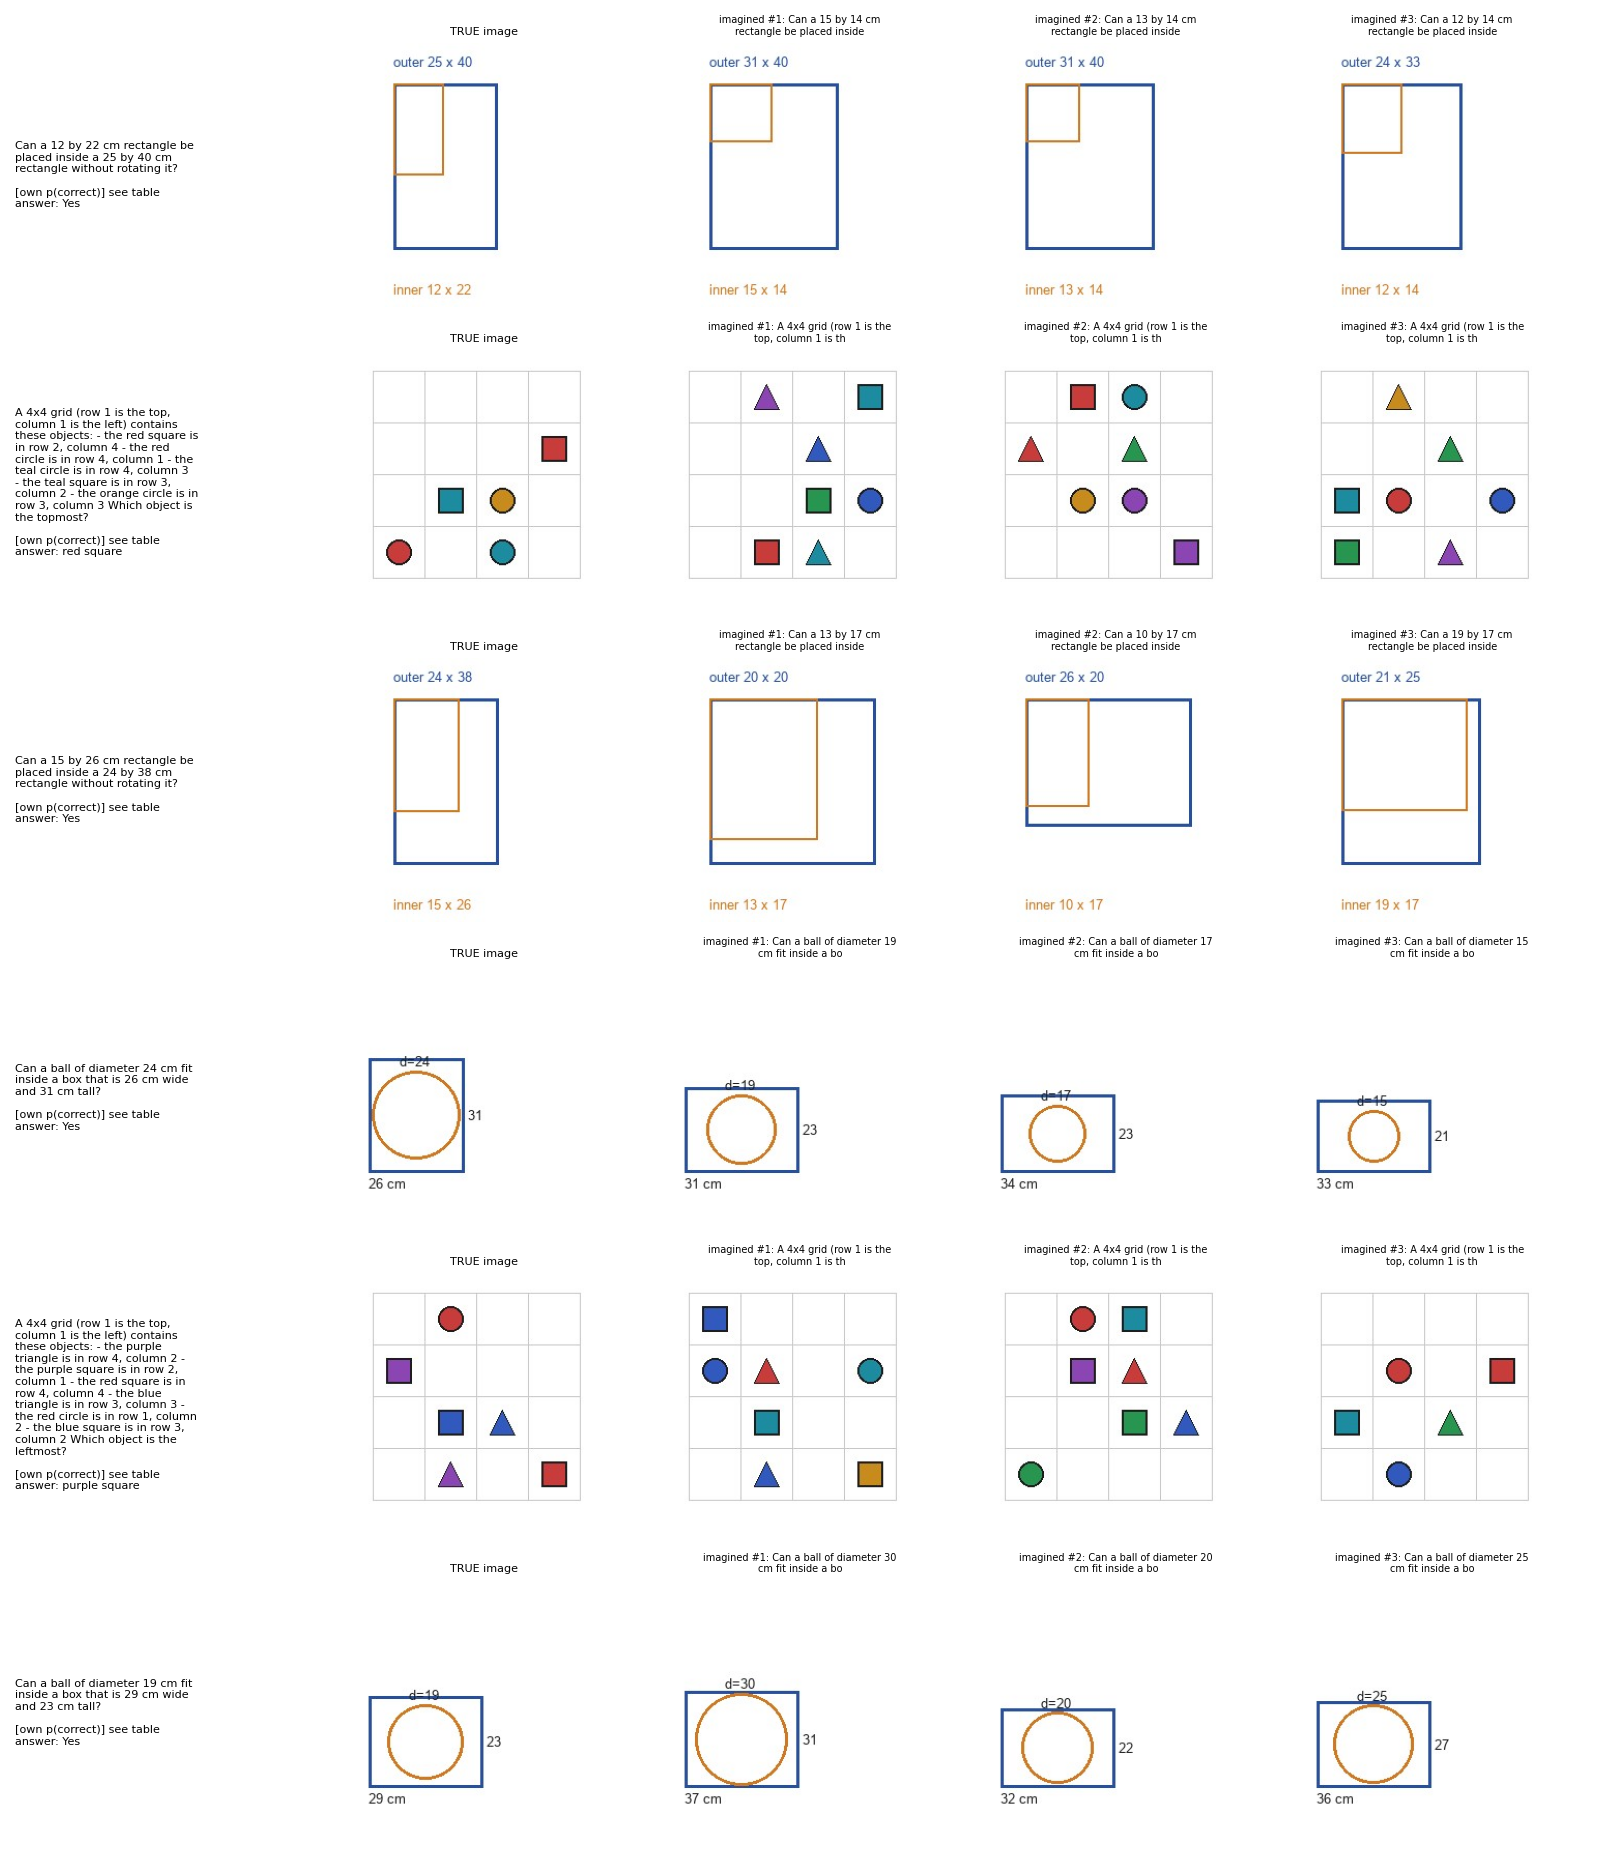 TRUE image
imagined #1: Can a 15 by 14 cm
rectangle be placed inside
imagined #2: Can a 13 by 14 cm
rectangle be placed inside
imagined #3: Can a 12 by 14 cm
rectangle be placed inside
outer 25 x 40
outer 31 x 40
outer 31 x 40
outer 24 x 33
Can a 12 by 22 cm rectangle be
placed inside a 25 by 40 cm
rectangle without rotating it?
[own p(correct)] see table
answer: Yes
inner 12 x 22
inner 15 x 14
inner 13 x 14
inner 12 x 14
TRUE image
imagined #1: A 4x4 grid (row 1 is the
top, column 1 is th
imagined #2: A 4x4 grid (row 1 is the
top, column 1 is th
imagined #3: A 4x4 grid (row 1 is the
top, column 1 is th
A 4x4 grid (row 1 is the top,
column 1 is the left) contains
these objects: - the red square is
in row 2, column 4 - the red
circle is in row 4, column 1 - the
teal circle is in row 4, column 3
- the teal square is in row 3,
column 2 - the orange circle is in
row 3, column 3 Which object is
the topmost?
[own p(correct)] see table
answer: red square
TRUE image
imagined #1: Can a 13 by 17 cm
rectangle be placed inside
imagined #2: Can a 10 by 17 cm
rectangle be placed inside
imagined #3: Can a 19 by 17 cm
rectangle be placed inside
outer 24 x 38
outer 20 x 20
outer 26 x 20
outer 21 x 25
Can a 15 by 26 cm rectangle be
placed inside a 24 by 38 cm
rectangle without rotating it?
[own p(correct)] see table
answer: Yes
inner 15 x 26
inner 13 x 17
inner 10 x 17
inner 19 x 17
TRUE image
imagined #1: Can a ball of diameter 19
cm fit inside a bo
imagined #2: Can a ball of diameter 17
cm fit inside a bo
imagined #3: Can a ball of diameter 15
cm fit inside a bo
Can a ball of diameter 24 cm fit
inside a box that is 26 cm wide
and 31 cm tall?
[own p(correct)] see table
answer: Yes
d=24
31
26 cm
d=19
23
31 cm
d=17
23
34 cm
d=15
21
33 cm
TRUE image
imagined #1: A 4x4 grid (row 1 is the
top, column 1 is th
imagined #2: A 4x4 grid (row 1 is the
top, column 1 is th
imagined #3: A 4x4 grid (row 1 is the
top, column 1 is th
A 4x4 grid (row 1 is the top,
column 1 is the left) contains
these objects: - the purple
triangle is in row 4, column 2 -
the purple square is in row 2,
column 1 - the red square is in
row 4, column 4 - the blue
triangle is in row 3, column 3 -
the red circle is in row 1, column
2 - the blue square is in row 3,
column 2 Which object is the
leftmost?
[own p(correct)] see table
answer: purple square
TRUE image
imagined #1: Can a ball of diameter 30
cm fit inside a bo
imagined #2: Can a ball of diameter 20
cm fit inside a bo
imagined #3: Can a ball of diameter 25
cm fit inside a bo
Can a ball of diameter 19 cm fit
inside a box that is 29 cm wide
and 23 cm tall?
[own p(correct)] see table
answer: Yes
d=19
23
29 cm
d=30
31
37 cm
d=20
22
32 cm
d=25
27
36 cm